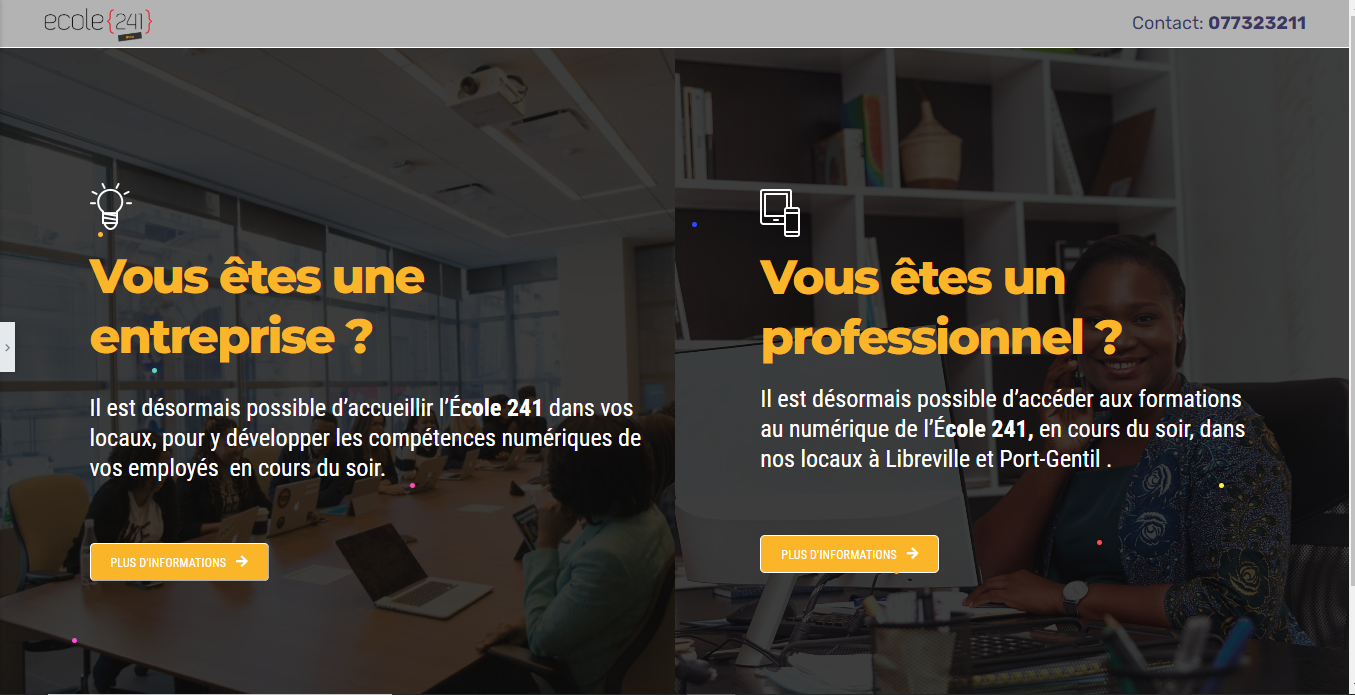 ecole{241}
Contact: 077323211
Vous êtes une
entreprise ?
Il est désormais possible d’accueillir l’École 241 dans vos
locaux, pour y développer les compétences numériques de
vos employés  en cours du soir.
PLUS D'INFORMATIONS
Vous êtes un
professionnel ?
Il est désormais possible d’accéder aux formations
au numérique de l’École 241, en cours du soir, dans
nos locaux à Libreville et Port-Gentil .
PLUS D'INFORMATIONS